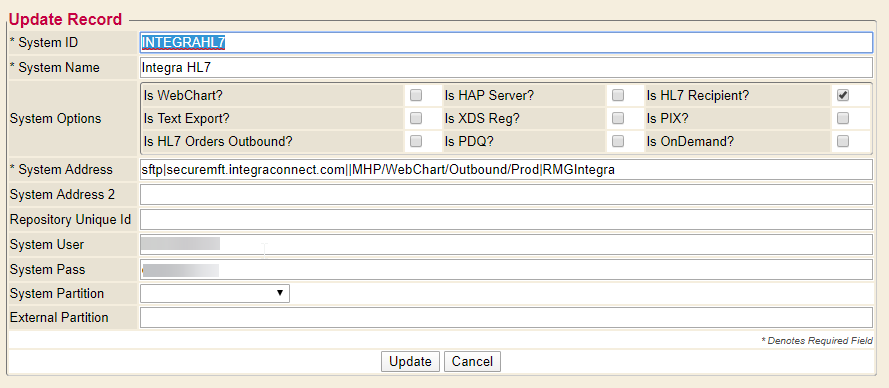 Update Record
* System ID INTEGRAHL7
* System Name Integra HL7
System Options
Is WebChart? Is HAP Server? Is HL7 Recipient?
Is Text Export? Is XDS Reg? Is PIX?
Is HL7 Orders Outbound? Is PDQ? Is OnDemand?
* System Address sftp|securemft.integraconnect.com||MHP/WebChart/Outbound/Prod|RMGIntegra
System Address 2
Repository Unique Id
System User
System Pass
System Partition
External Partition
* Denotes Required Field
Update Cancel